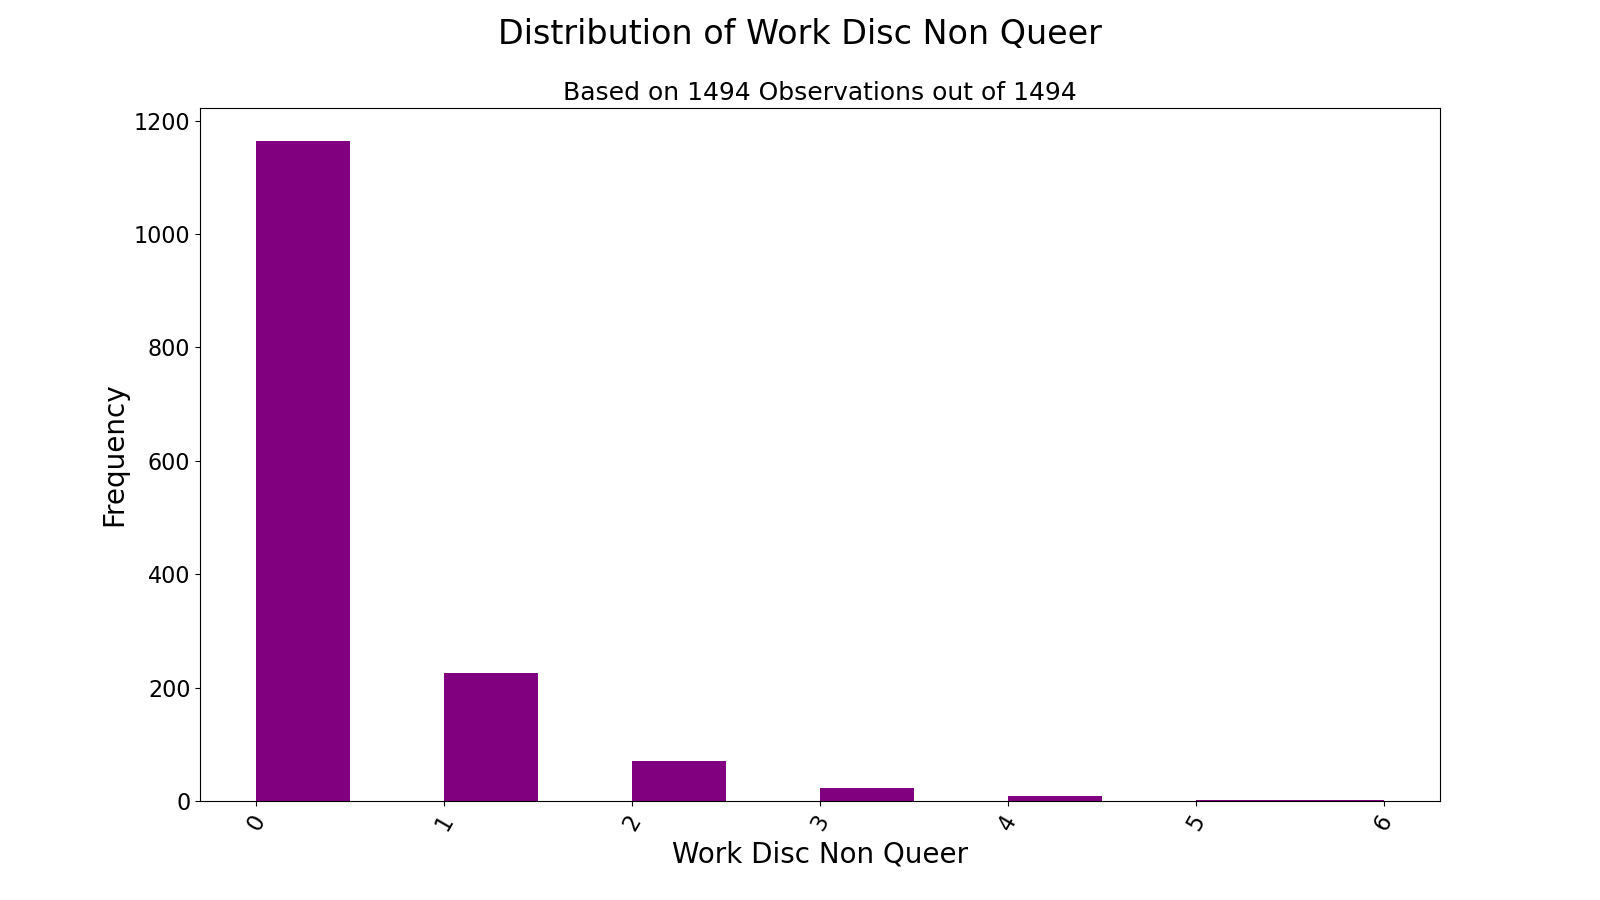 Distribution of Work Disc Non Queer
Based on 1494 Observations out of 1494
1200
1000
800
600
400
200
0
Frequency
0 1 2 3 4 5 6
Work Disc Non Queer